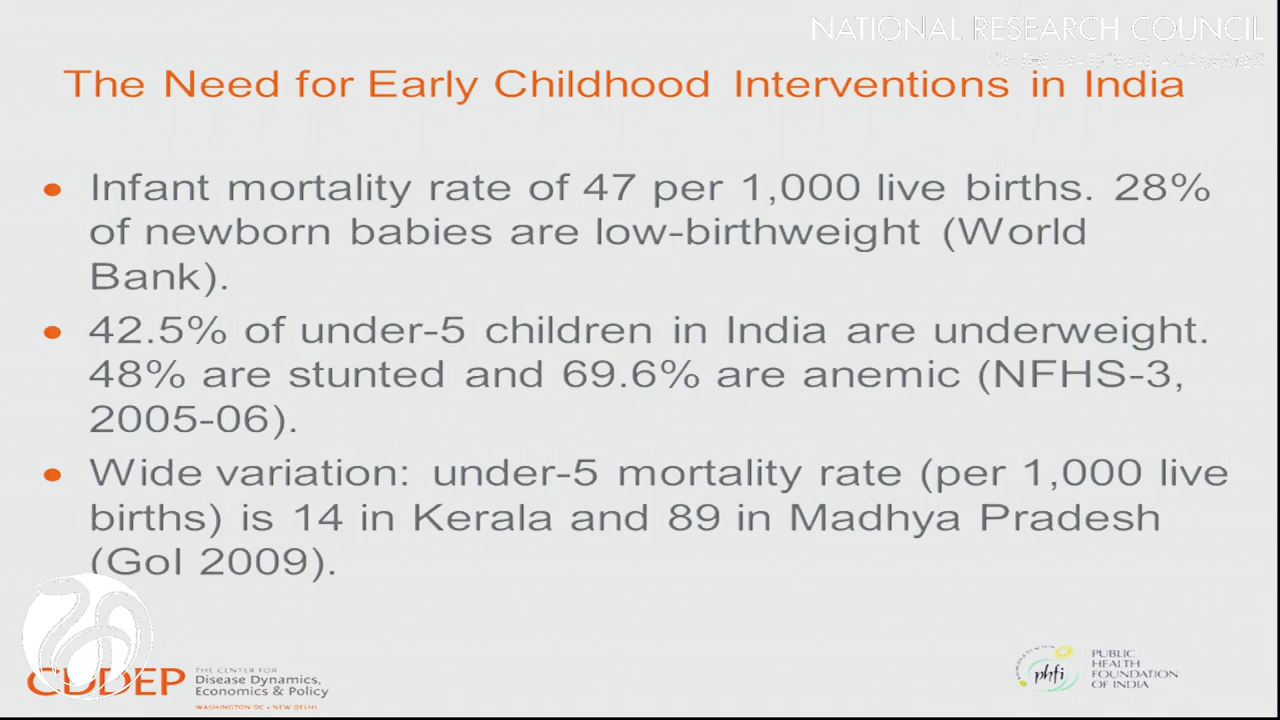 NATIONAL RESEARCH COUNCIL
OF THE NATIONAL ACADEMIES
The Need for Early Childhood Interventions in India
• Infant mortality rate of 47 per 1,000 live births. 28%
of newborn babies are low-birthweight (World
Bank).
• 42.5% of under-5 children in India are underweight.
48% are stunted and 69.6% are anemic (NFHS-3,
2005-06).
• Wide variation: under-5 mortality rate (per 1,000 live
births) is 14 in Kerala and 89 in Madhya Pradesh
(GoI 2009).
CDDEP
THE CENTER FOR
Disease Dynamics,
Economics & Policy
WASHINGTON DC • NEW DELHI
phfi
PUBLIC
HEALTH
FOUNDATION
OF INDIA